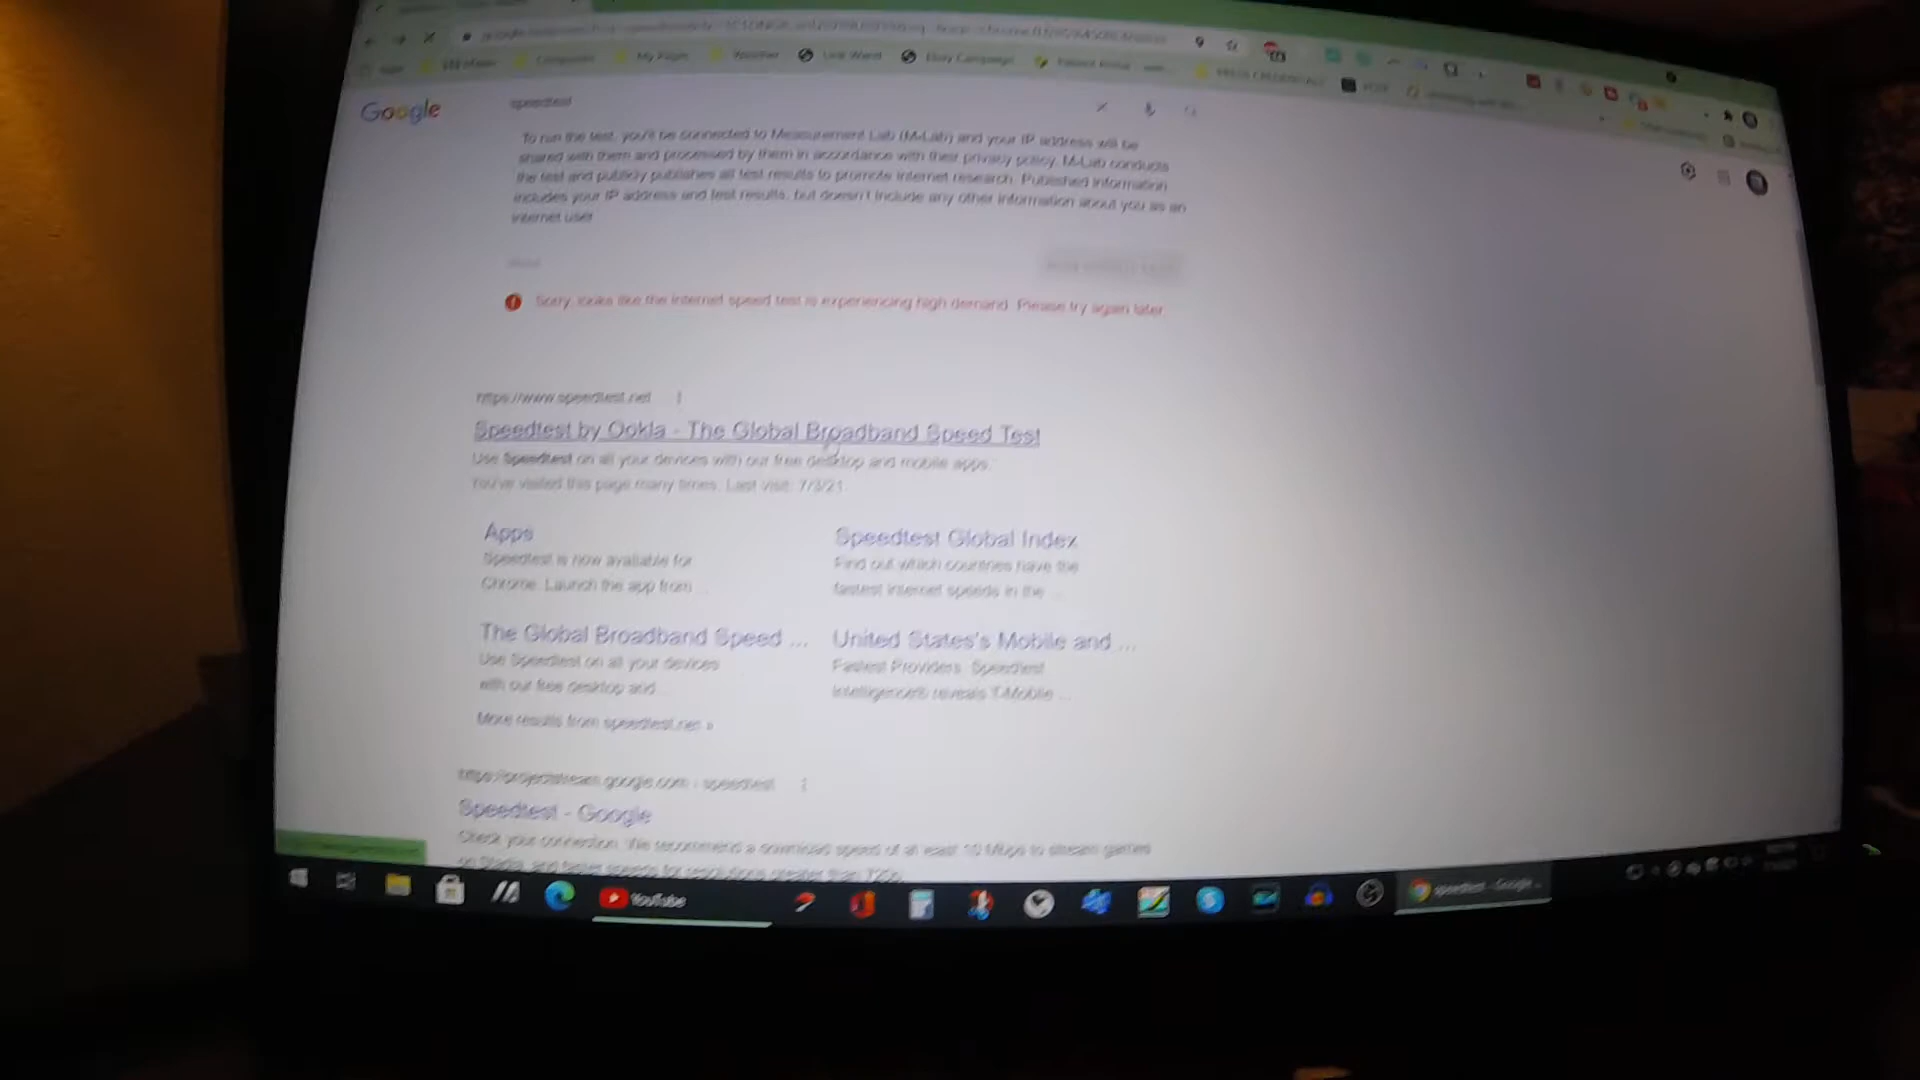 My Pages
Weather
Ebay Campaign
Google
speedtest
To run the test, you'll be connected to Measurement Lab (M-Lab) and your IP address will be
shared with them and processed by them in accordance with their privacy policy. M-Lab conducts
the test and publicly publishes all test results to promote internet research. Published information
includes your IP address and test results, but doesn't include any other information about you as an
internet user.
Sorry, looks like the internet speed test is experiencing high demand. Please try again later.
https://www.speedtest.net
Speedtest by Ookla - The Global Broadband Speed Test
Use Speedtest on all your devices with our free desktop and mobile apps.
You've visited this page many times. Last visit: 7/3/21
Apps
Speedtest is now available for
Chrome. Launch the app from ...
Speedtest Global Index
Find out which countries have the
fastest internet speeds in the ...
The Global Broadband Speed ...
Use Speedtest on all your devices
with our free desktop and ...
United States's Mobile and ...
Fastest Providers. Speedtest
Intelligence® reveals T-Mobile ...
More results from speedtest.net »
https://projectstream.google.com › speedtest
Speedtest - Google
Check your connection. We recommend a download speed of at least 10 Mbps to stream games
on Stadia, and faster speeds for resolutions greater than 720p.
YouTube
speedtest - Google ...